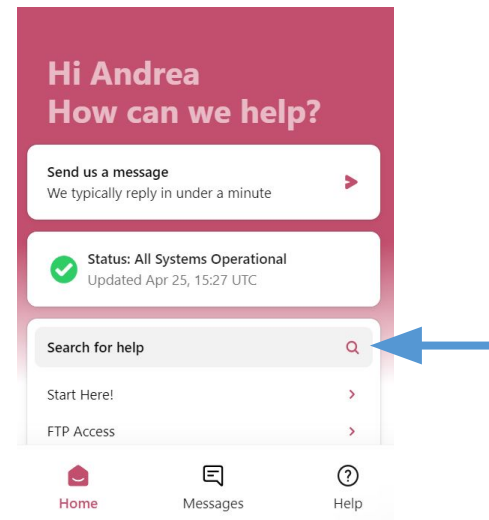 Hi Andrea
How can we help?
Send us a message
We typically reply in under a minute
Status: All Systems Operational
Updated Apr 25, 15:27 UTC
Search for help
Start Here!
FTP Access
Home
Messages
Help